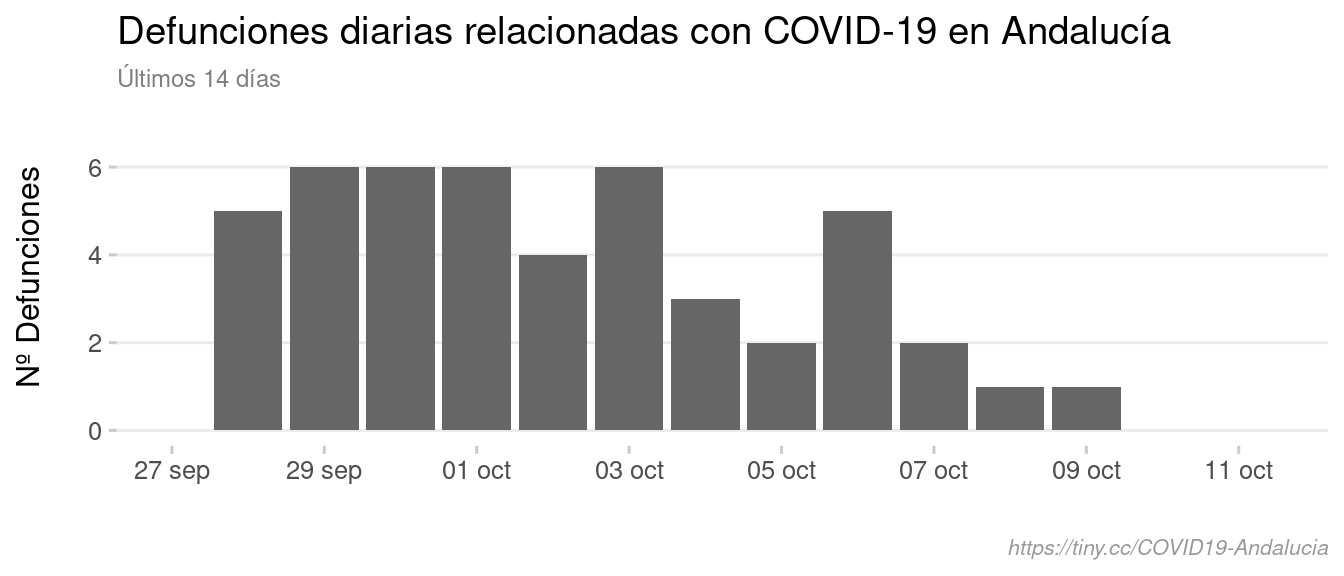 Defunciones diarias relacionadas con COVID-19 en Andalucía
Últimos 14 días
Nº Defunciones
6
4
2
0
27 sep
29 sep
01 oct
03 oct
05 oct
07 oct
09 oct
11 oct
https://tiny.cc/COVID19-Andalucia